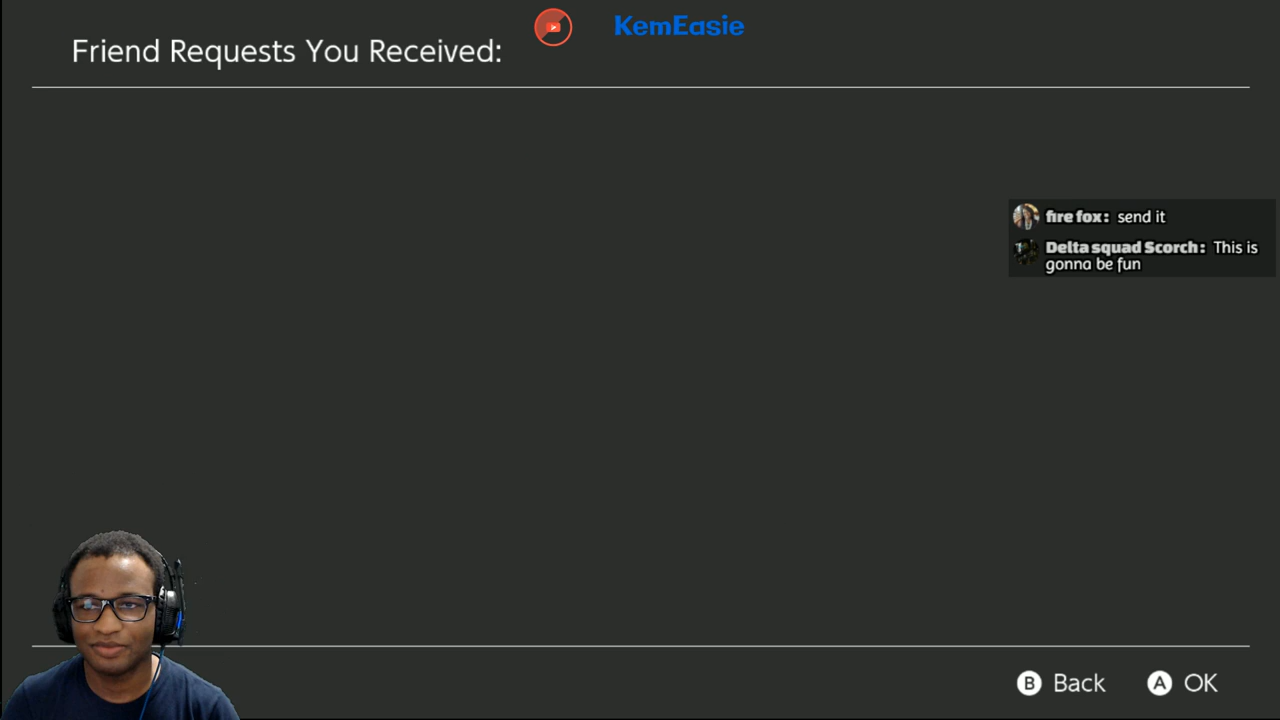 KemEasie
Friend Requests You Received:
fire fox: send it
Delta squad Scorch: This is
gonna be fun
B Back A OK